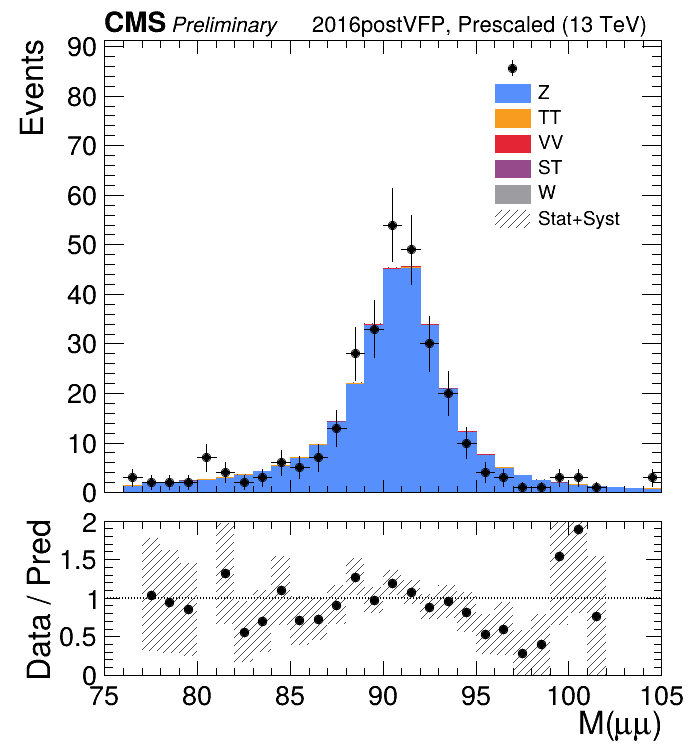 CMS Preliminary 2016postVFP, Prescaled (13 TeV)
Events
90
80
70
60
50
40
30
20
10
0
Z
TT
VV
ST
W
Stat+Syst
Data / Pred
2
1.5
1
0.5
0
75 80 85 90 95 100 105
M(μμ)